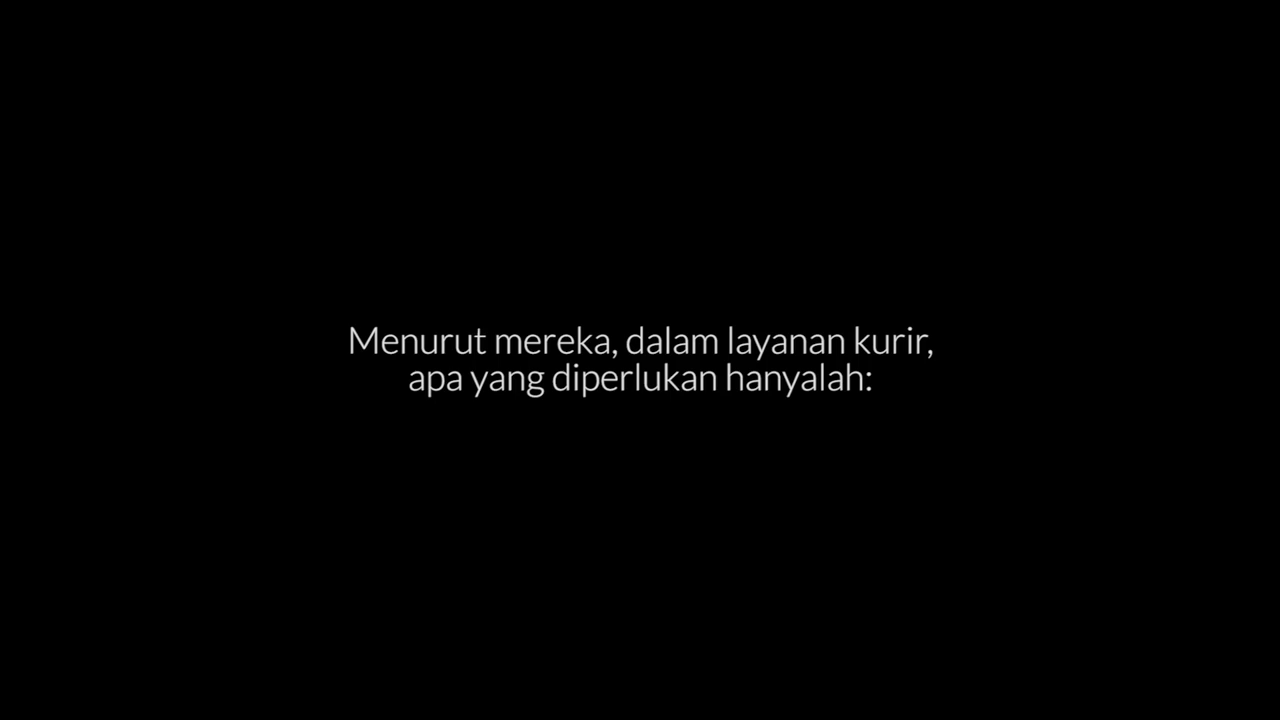 Menurut mereka, dalam layanan kurir,
apa yang diperlukan hanyalah: